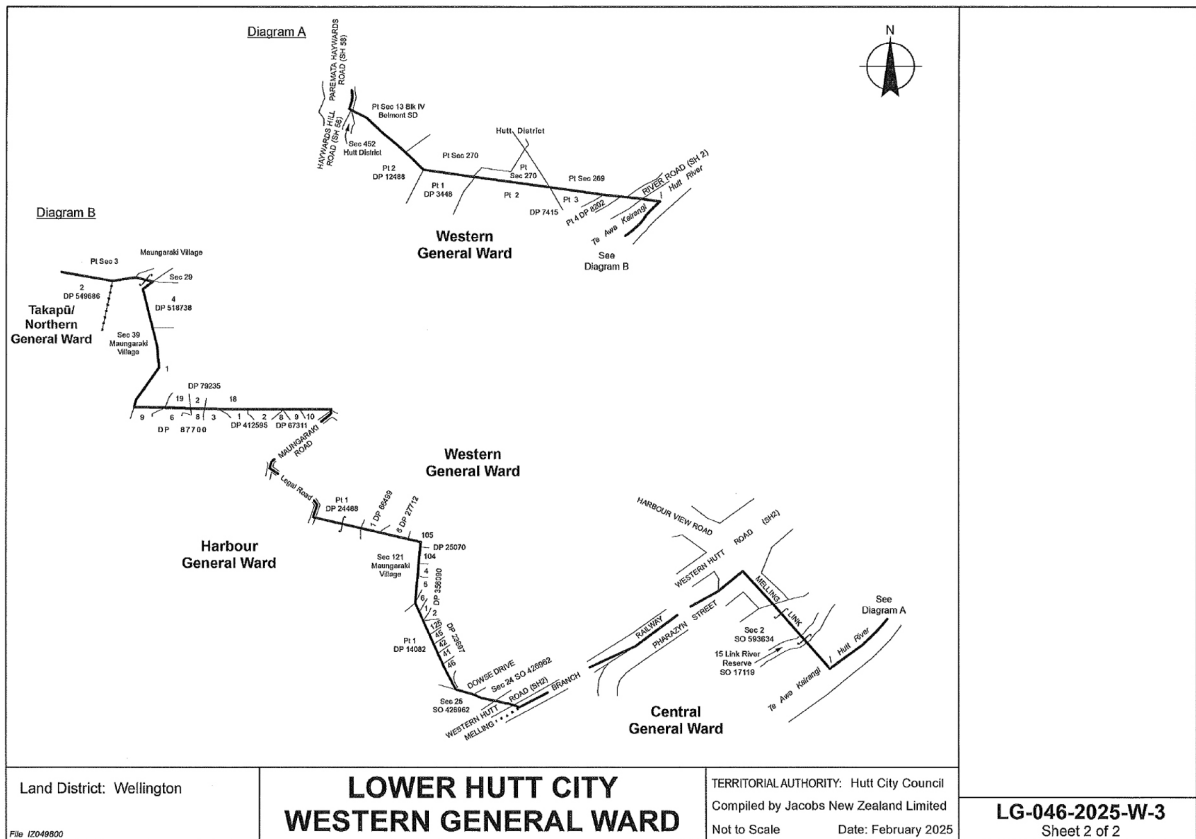 Diagram A
N
PAREMATA HAYWARDS
ROAD (SH 58)
HAYWARDS HILL
ROAD (SH 58)
Pt Sec 13 Blk IV
Belmont SD
Sec 452
Hutt District
Hutt District
Pt 2
DP 12488
Pt Sec 270
Pt 1
DP 3448
Pt
Sec 270
Pt 2
Pt Sec 269
Pt 3
DP 7415
Pt 4 DP 8202
RIVER ROAD (SH 2)
Te Awa Kairangi / Hutt River
See
Diagram B
Western
General Ward
Diagram B
Maungaraki Village
Pt Sec 3
Sec 29
2
DP 549686
4
DP 518738
Takapū/
Northern
General Ward
Sec 39
Maungaraki
Village
1
DP 79235
19 2 18
9 6 8 3 1 2 8 9 10
DP 87700
DP 412595 DP 67311
MAUNGARAKI
ROAD
Legal Road
Western
General Ward
Pt 1
DP 24488
1 DP 66499
5 DP 27712
105
DP 25070
104
Harbour
General Ward
Sec 121
Maungaraki
Village
4
5
6
DP 356090
1
2
125
45
42
41
46
DP 23897
Pt 1
DP 14082
DOWSE DRIVE
Sec 24 SO 426962
Sec 25
SO 426962
WESTERN HUTT ROAD (SH2)
MELLING BRANCH RAILWAY
PHARAZYN STREET
HARBOUR VIEW ROAD
WESTERN HUTT ROAD (SH2)
MELLING LINK
Sec 2
SO 593634
15 Link River
Reserve
SO 17119
See
Diagram A
Te Awa Kairangi / Hutt River
Central
General Ward
Land District: Wellington
File IZ049800
LOWER HUTT CITY
WESTERN GENERAL WARD
TERRITORIAL AUTHORITY: Hutt City Council
Compiled by Jacobs New Zealand Limited
Not to Scale Date: February 2025
LG-046-2025-W-3
Sheet 2 of 2